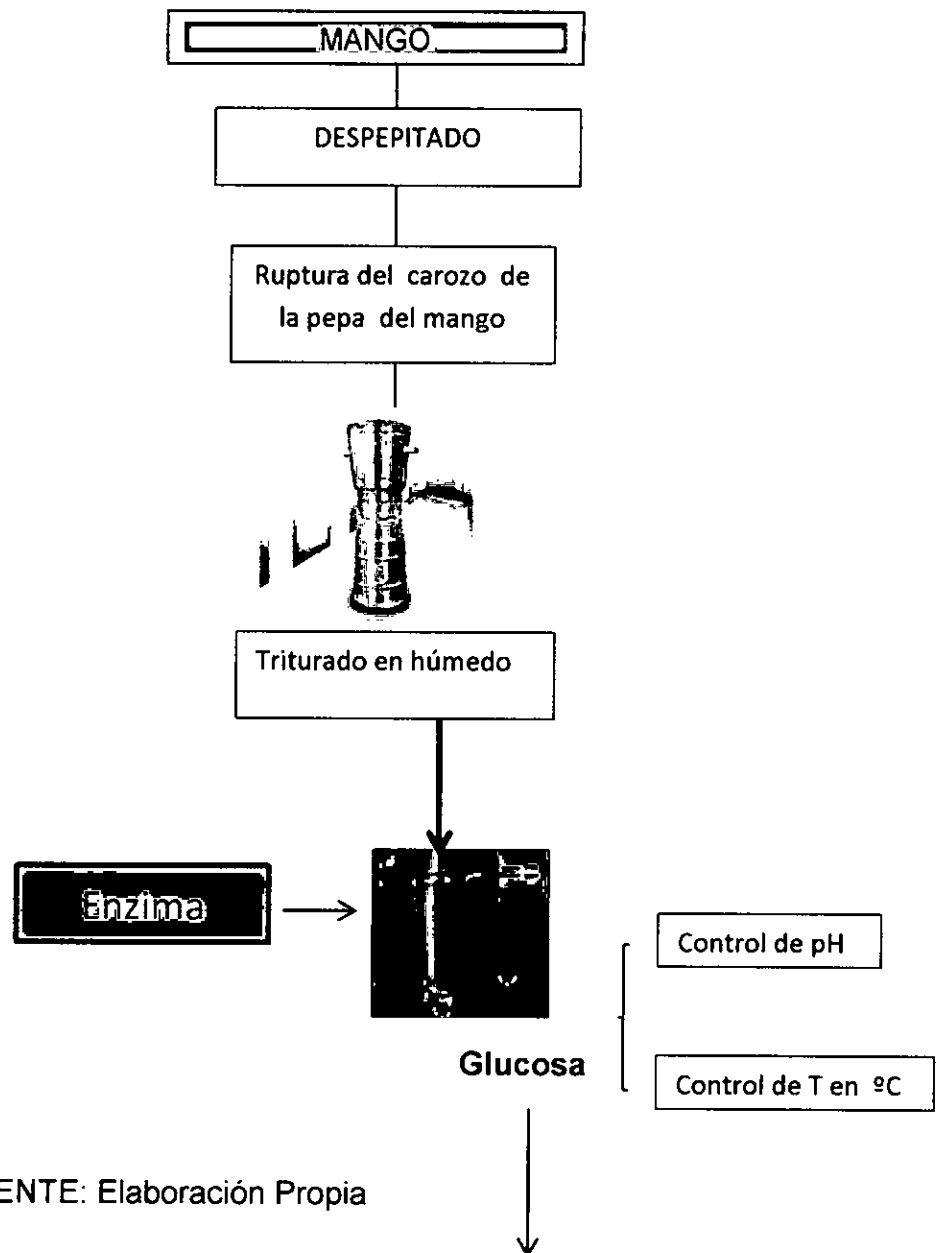 MANGO
DESPEPITADO
Ruptura del carozo de
la pepa del mango
Triturado en húmedo
Enzima
Control de pH
Glucosa
Control de T en ºC
ENTE: Elaboración Propia